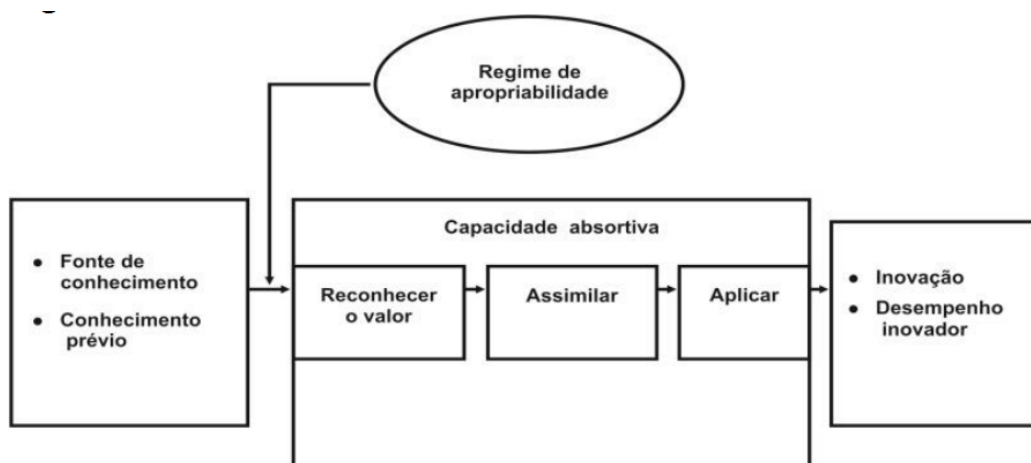 Regime de
apropriabilidade
Capacidade absortiva
• Fonte de
conhecimento
• Conhecimento
prévio
Reconhecer
o valor
Assimilar
Aplicar
• Inovação
• Desempenho
inovador